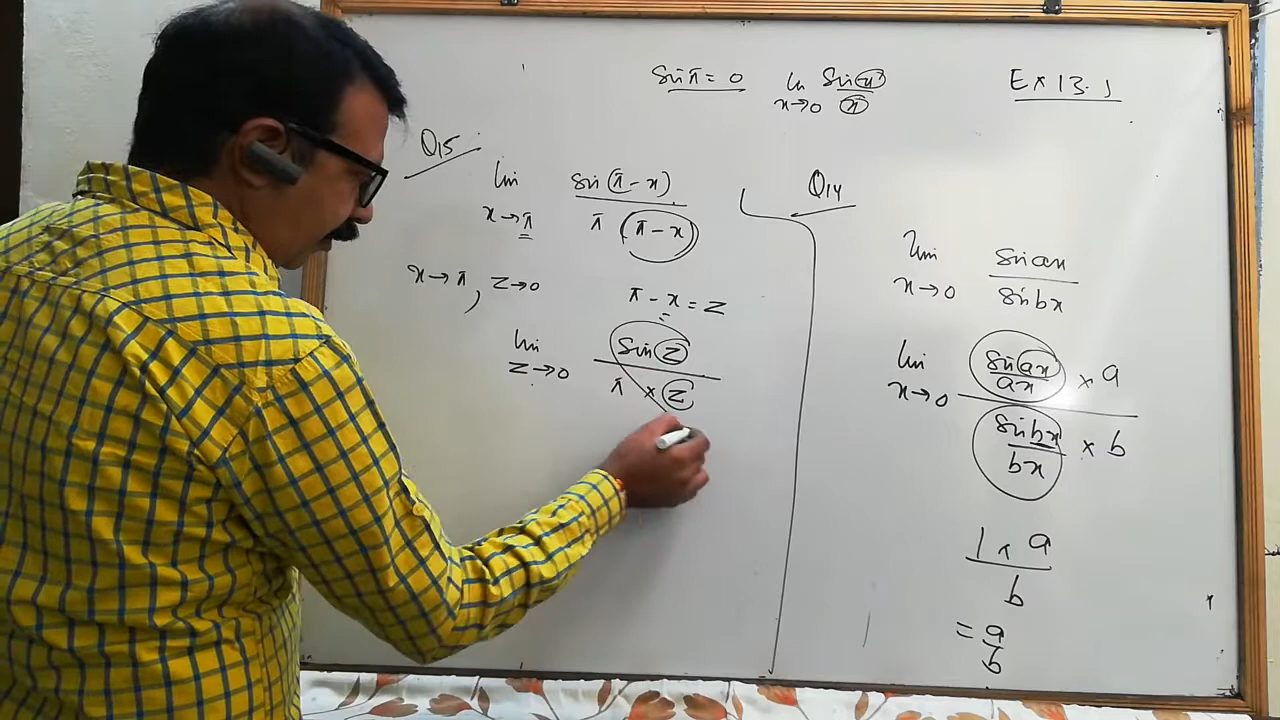 Sin π = 0 lim x→0 Sin(x) / (x)
Ex 13.1
Q15
lim x→π sin(π - x) / π (π - x)
x→π, z→0
π - x = z
lim z→0 Sin z / π × z
Q14
lim x→0 sin ax / sin bx
lim x→0 sin ax / ax × a
sin bx / bx × b
1 × a / b
= a / b